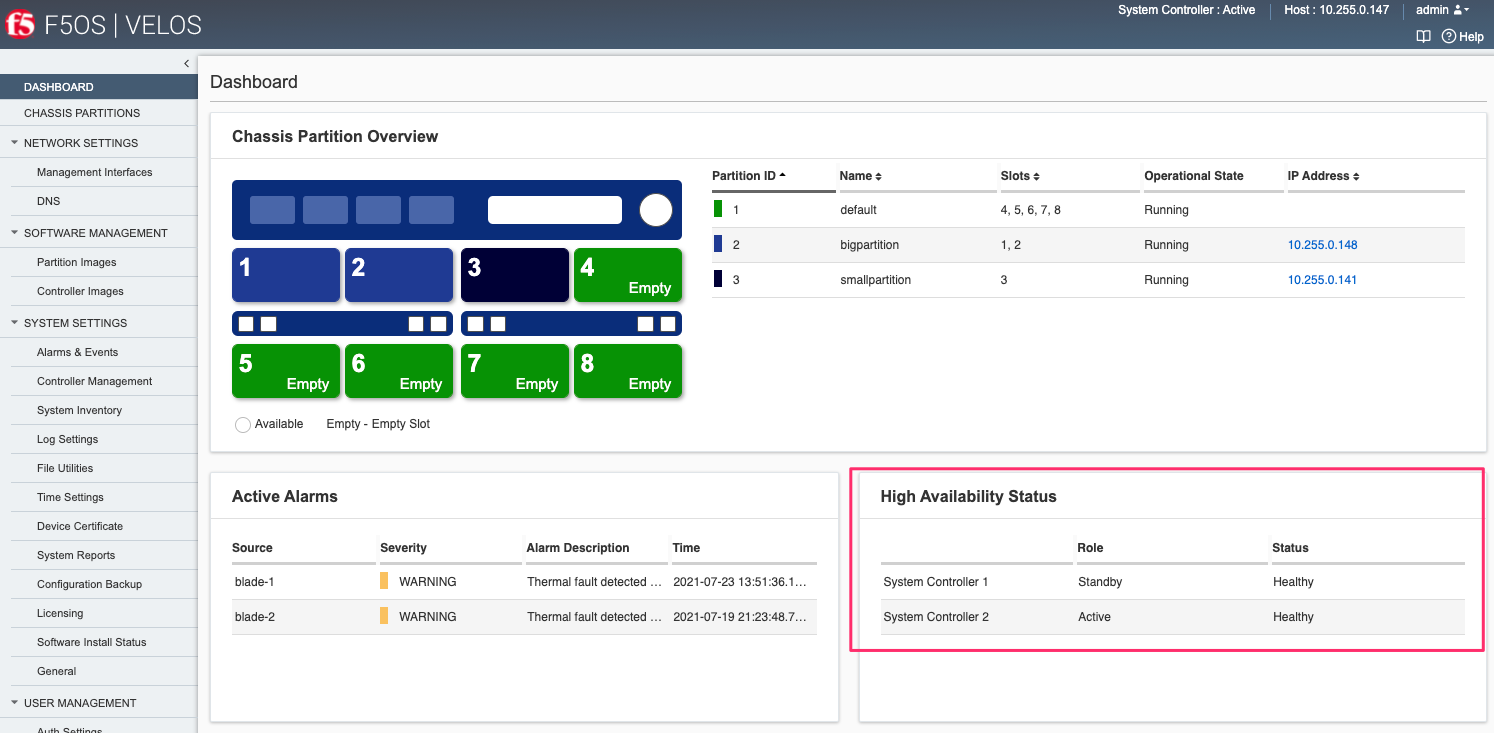 f5 F5OS | VELOS
System Controller : Active
Host : 10.255.0.147
admin
Help
DASHBOARD
CHASSIS PARTITIONS
NETWORK SETTINGS
Management Interfaces
DNS
SOFTWARE MANAGEMENT
Partition Images
Controller Images
SYSTEM SETTINGS
Alarms & Events
Controller Management
System Inventory
Log Settings
File Utilities
Time Settings
Device Certificate
System Reports
Configuration Backup
Licensing
Software Install Status
General
USER MANAGEMENT
Auth Settings
Dashboard
Chassis Partition Overview
1
2
3
4 Empty
5 Empty
6 Empty
7 Empty
8 Empty
Available Empty - Empty Slot
Partition ID Name Slots Operational State IP Address
1 default 4, 5, 6, 7, 8 Running
2 bigpartition 1, 2 Running 10.255.0.148
3 smallpartition 3 Running 10.255.0.141
Active Alarms
Source Severity Alarm Description Time
blade-1 WARNING Thermal fault detected ... 2021-07-23 13:51:36.1...
blade-2 WARNING Thermal fault detected ... 2021-07-19 21:23:48.7...
High Availability Status
Role Status
System Controller 1 Standby Healthy
System Controller 2 Active Healthy